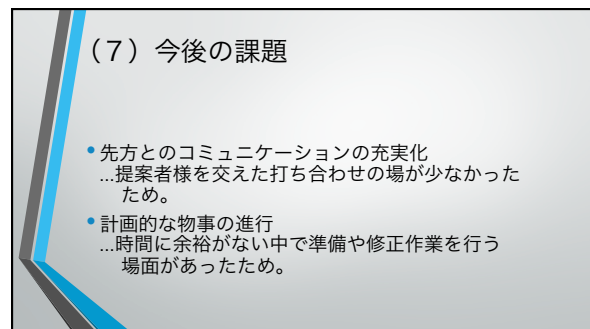 （７）今後の課題
•先方とのコミュニケーションの充実化
...提案者様を交えた打ち合わせの場が少なかった
ため。
•計画的な物事の進行
...時間に余裕がない中で準備や修正作業を行う
場面があったため。